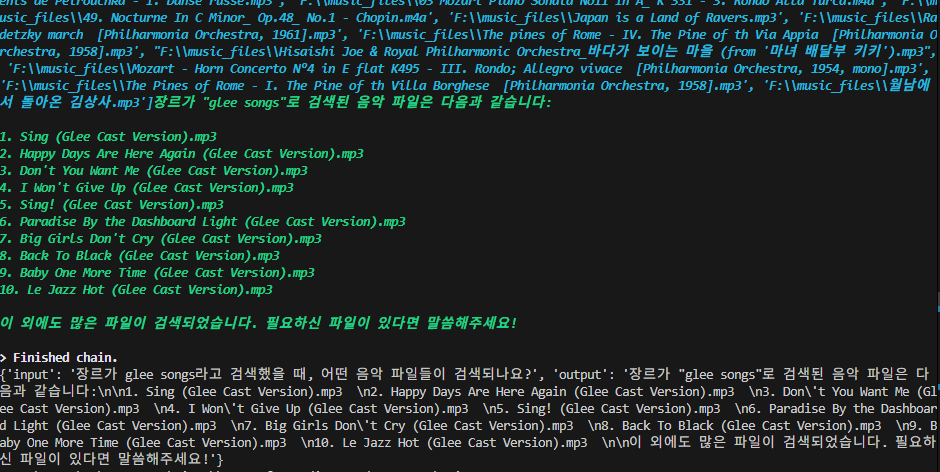 ents de Petrouchka - 1. Danse russe.mp3', 'F:\\music_files\\03 Mozart Piano Sonata No11 In A_ K 331 - 3. Rondo Alla Turca.m4a', 'F:\\m
usic_files\\49. Nocturne In C Minor_ Op.48_ No.1 - Chopin.m4a', 'F:\\music_files\\Japan is a Land of Ravers.mp3', 'F:\\music_files\\Ra
detzky march  [Philharmonia Orchestra, 1961].mp3', 'F:\\music_files\\The pines of Rome - IV. The Pine of th Via Appia  [Philharmonia O
rchestra, 1958].mp3', "F:\\music_files\\Hisaishi Joe & Royal Philharmonic Orchestra_바다가 보이는 마을 (from '마녀 배달부 키키').mp3",
 'F:\\music_files\\Mozart - Horn Concerto Nº4 in E flat K495 - III. Rondo; Allegro vivace  [Philharmonia Orchestra, 1954, mono].mp3',
'F:\\music_files\\The Pines of Rome - I. The Pine of th Villa Borghese  [Philharmonia Orchestra, 1958].mp3', 'F:\\music_files\\월남에
서 돌아온 김상사.mp3']장르가 "glee songs"로 검색된 음악 파일은 다음과 같습니다:
1. Sing (Glee Cast Version).mp3
2. Happy Days Are Here Again (Glee Cast Version).mp3
3. Don't You Want Me (Glee Cast Version).mp3
4. I Won't Give Up (Glee Cast Version).mp3
5. Sing! (Glee Cast Version).mp3
6. Paradise By the Dashboard Light (Glee Cast Version).mp3
7. Big Girls Don't Cry (Glee Cast Version).mp3
8. Back To Black (Glee Cast Version).mp3
9. Baby One More Time (Glee Cast Version).mp3
10. Le Jazz Hot (Glee Cast Version).mp3
이 외에도 많은 파일이 검색되었습니다. 필요하신 파일이 있다면 말씀해주세요!
> Finished chain.
{'input': '장르가 glee songs라고 검색했을 때, 어떤 음악 파일들이 검색되나요?', 'output': '장르가 "glee songs"로 검색된 음악 파일은 다
음과 같습니다:\n\n1. Sing (Glee Cast Version).mp3  \n2. Happy Days Are Here Again (Glee Cast Version).mp3  \n3. Don\'t You Want Me (Gl
ee Cast Version).mp3  \n4. I Won\'t Give Up (Glee Cast Version).mp3  \n5. Sing! (Glee Cast Version).mp3  \n6. Paradise By the Dashboar
d Light (Glee Cast Version).mp3  \n7. Big Girls Don\'t Cry (Glee Cast Version).mp3  \n8. Back To Black (Glee Cast Version).mp3  \n9. B
aby One More Time (Glee Cast Version).mp3  \n10. Le Jazz Hot (Glee Cast Version).mp3  \n\n이 외에도 많은 파일이 검색되었습니다. 필요하
신 파일이 있다면 말씀해주세요!'}